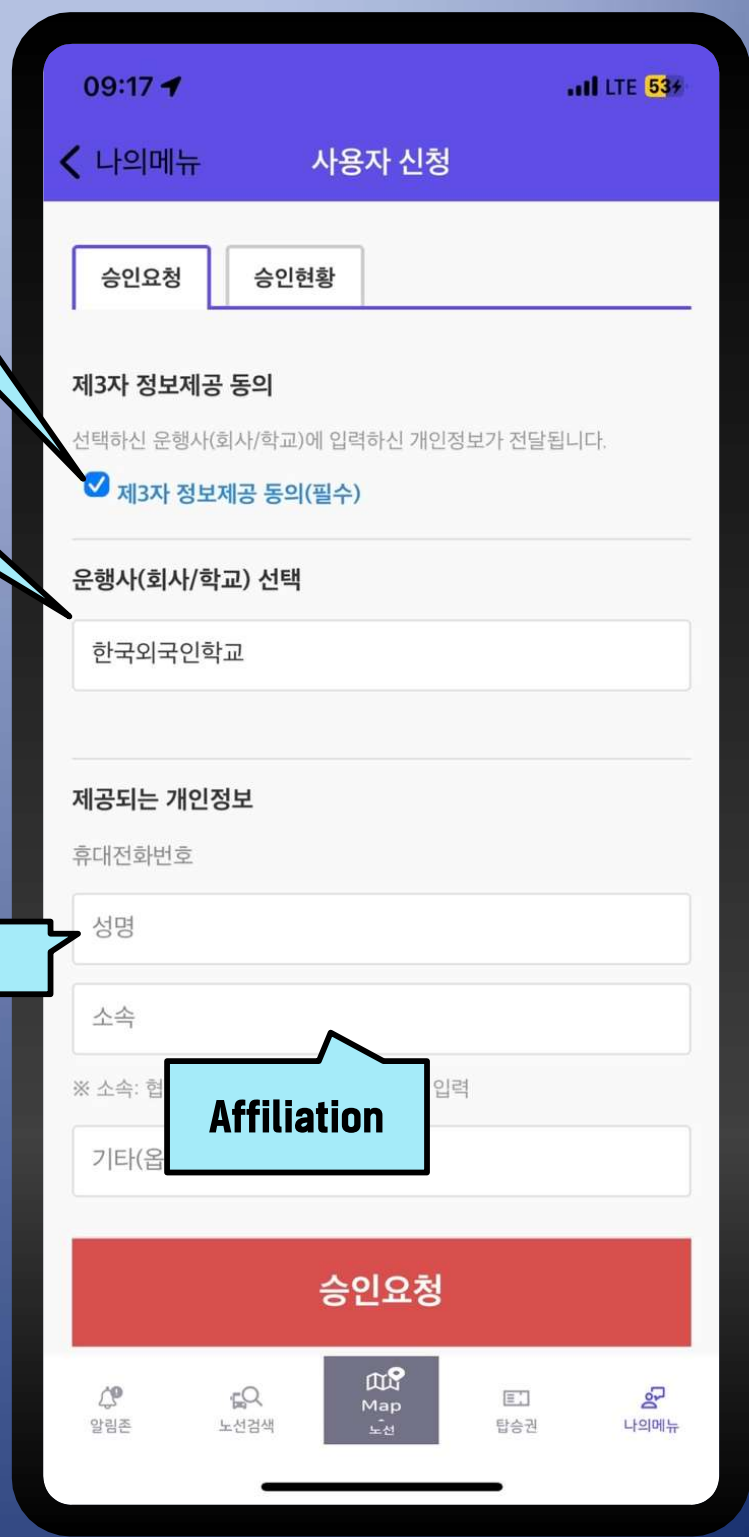 09:17
LTE 53
나의메뉴 사용자 신청
승인요청 승인현황
제3자 정보제공 동의
선택하신 운행사(회사/학교)에 입력하신 개인정보가 전달됩니다.
제3자 정보제공 동의(필수)
운행사(회사/학교) 선택
한국외국인학교
제공되는 개인정보
휴대전화번호
성명
소속
※ 소속: 협 입력
Affiliation
기타(옵
승인요청
알림존 노선검색 Map 노선 탑승권 나의메뉴